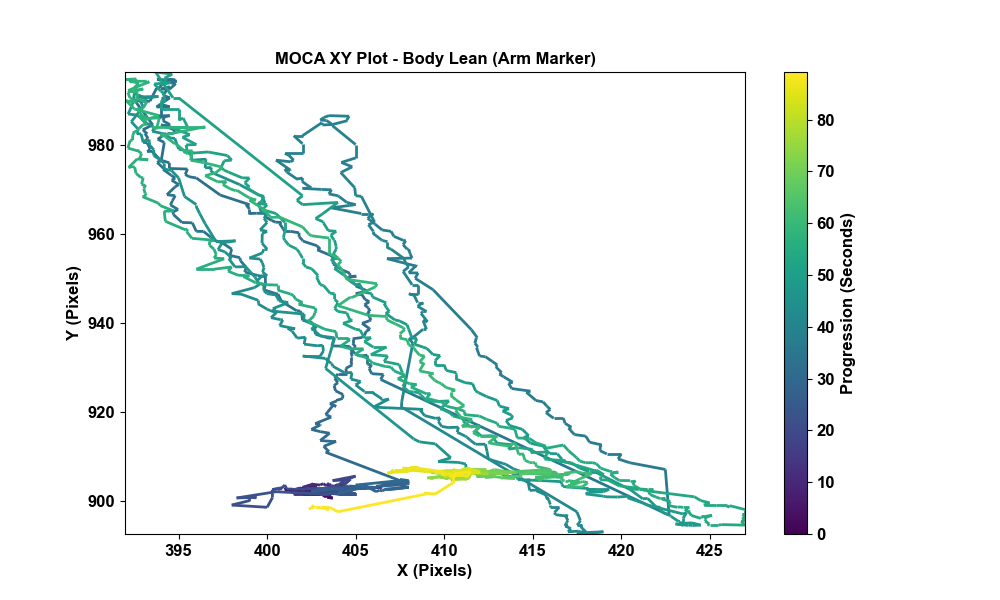 MOCA XY Plot - Body Lean (Arm Marker)
980
960
940
920
900
Y (Pixels)
395 400 405 410 415 420 425
X (Pixels)
80
70
60
50
40
30
20
10
0
Progression (Seconds)